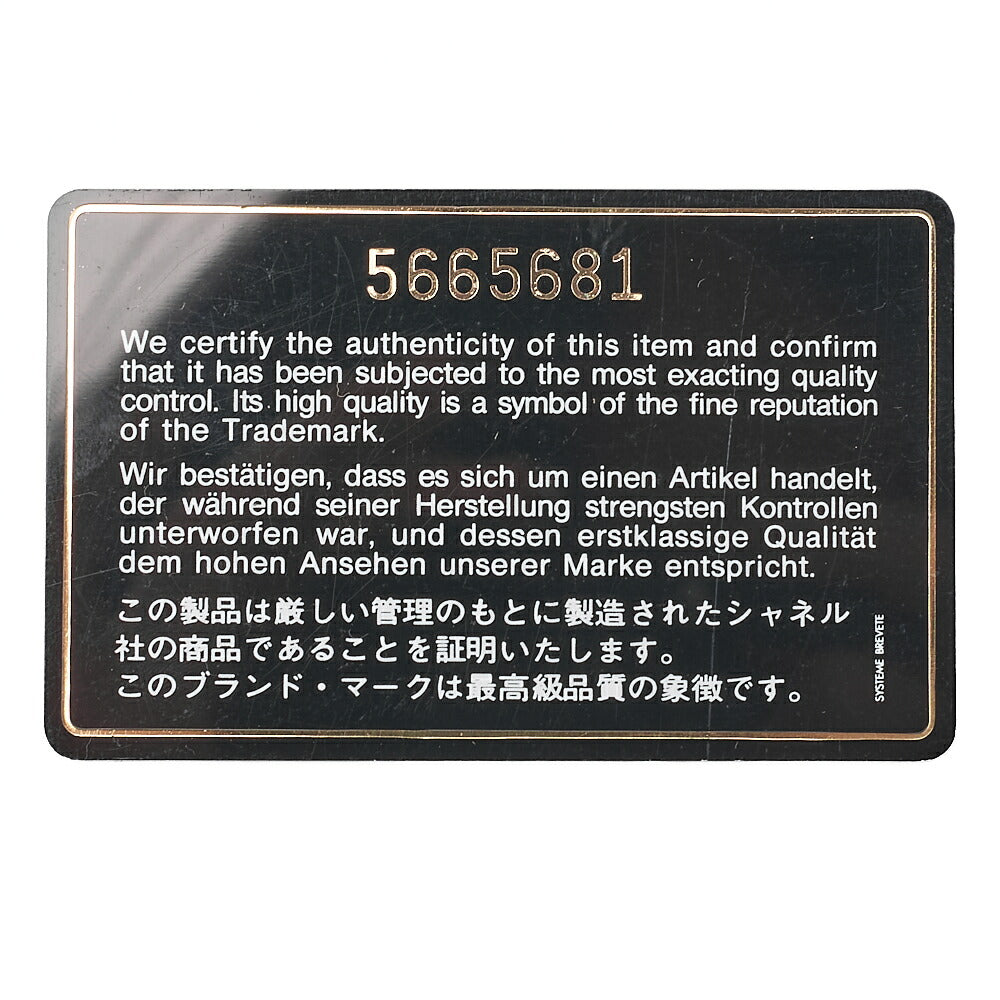 5665681
We certify the authenticity of this item and confirm
that it has been subjected to the most exacting quality
control. Its high quality is a symbol of the fine reputation
of the Trademark.
Wir bestätigen, dass es sich um einen Artikel handelt,
der während seiner Herstellung strengsten Kontrollen
unterworfen war, und dessen erstklassige Qualität
dem hohen Ansehen unserer Marke entspricht.
この製品は厳しい管理のもとに製造されたシャネル
社の商品であることを証明いたします。
このブランド・マークは最高級品質の象徴です。
SYSTEME BREVETE